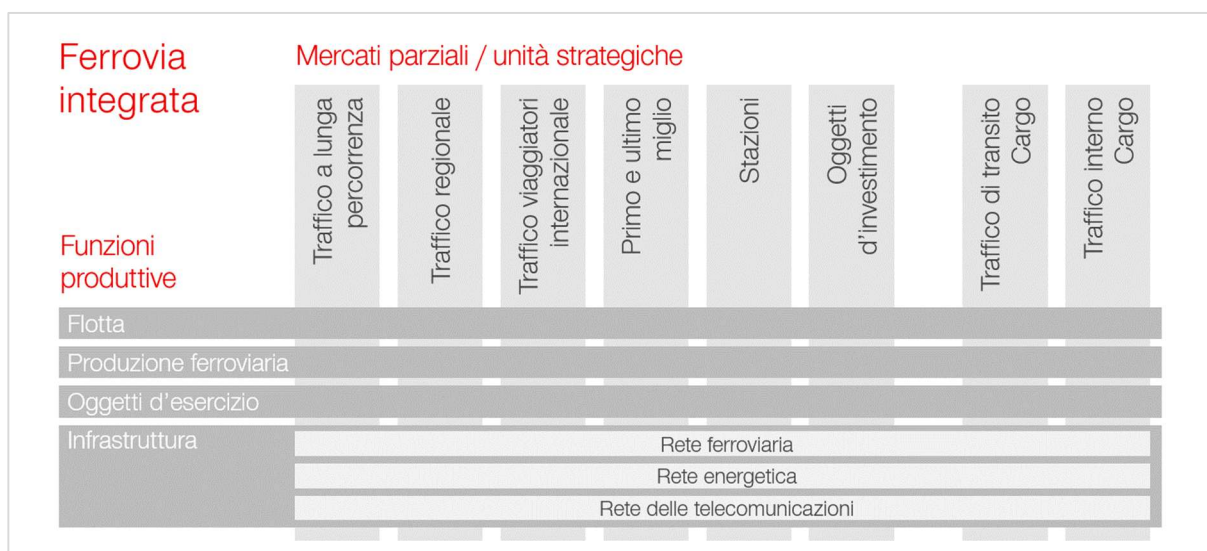 Ferrovia
integrata
Mercati parziali / unità strategiche
Traffico a lunga
percorrenza
Traffico regionale
Traffico viaggiatori
internazionale
Primo e ultimo
miglio
Stazioni
Oggetti
d’investimento
Traffico di transito
Cargo
Traffico interno
Cargo
Funzioni
produttive
Flotta
Produzione ferroviaria
Oggetti d’esercizio
Infrastruttura
Rete ferroviaria
Rete energetica
Rete delle telecomunicazioni